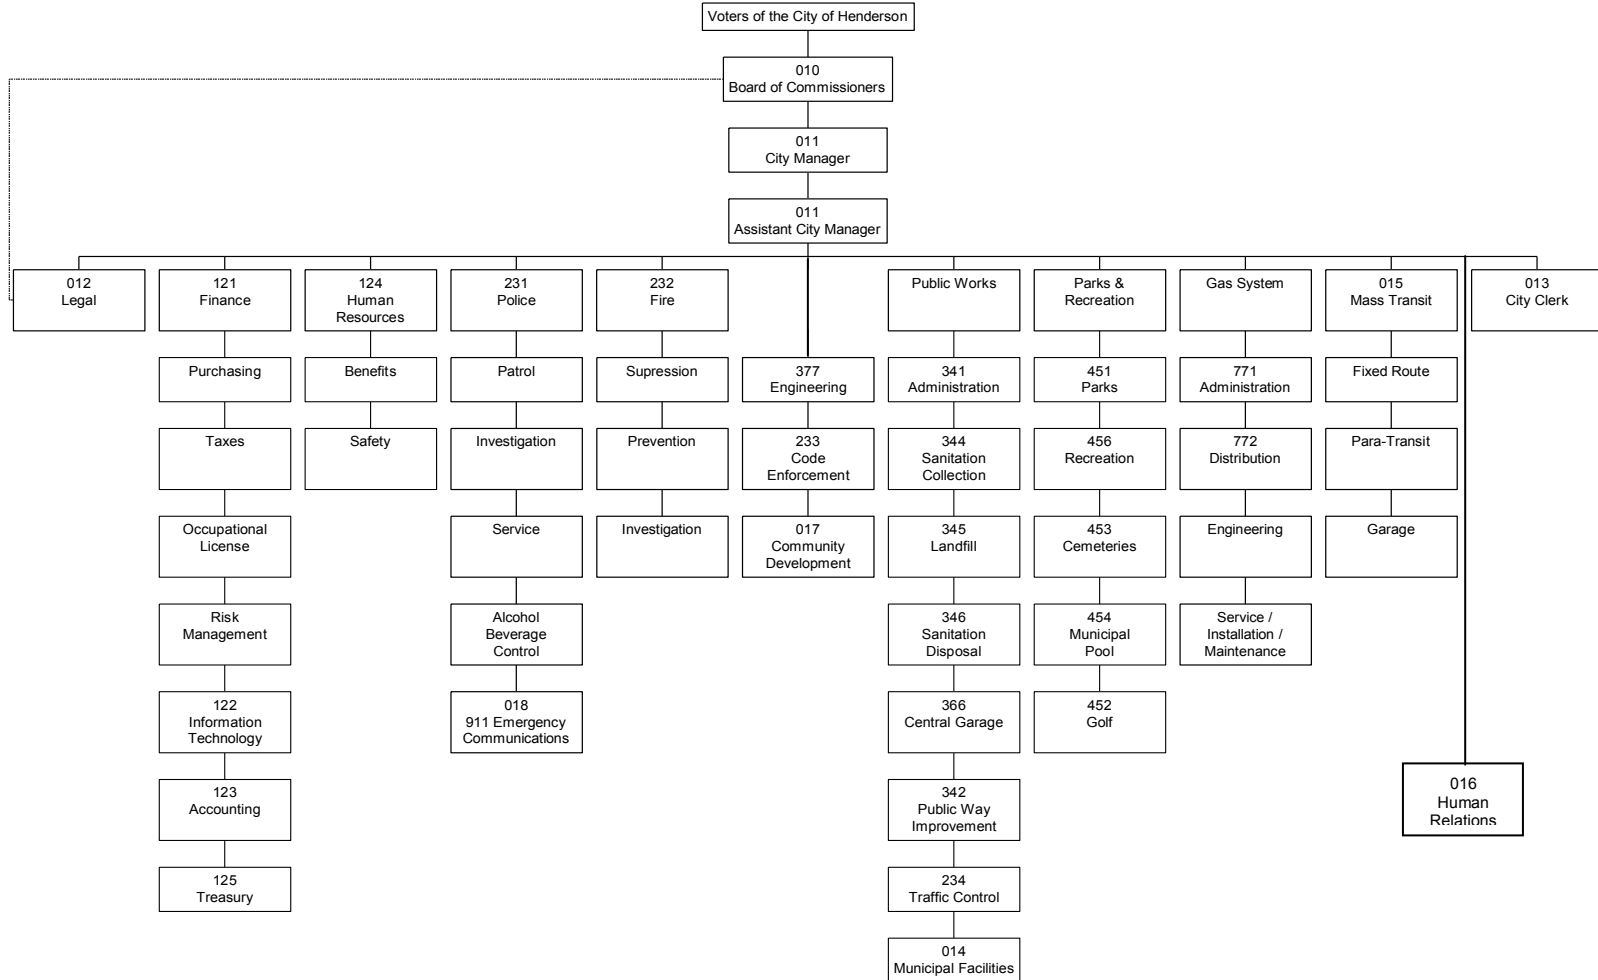 Voters of the City of Henderson
010
Board of Commissioners
011
City Manager
011
Assistant City Manager
012
Legal
121
Finance
124
Human
Resources
231
Police
232
Fire
Public Works
Parks &
Recreation
Gas System
015
Mass Transit
013
City Clerk
Purchasing
Benefits
Patrol
Supression
377
Engineering
341
Administration
451
Parks
771
Administration
Fixed Route
Taxes
Safety
Investigation
Prevention
233
Code
Enforcement
344
Sanitation
Collection
456
Recreation
772
Distribution
Para-Transit
Occupational
License
Service
Investigation
017
Community
Development
345
Landfill
453
Cemeteries
Engineering
Garage
Risk
Management
Alcohol
Beverage
Control
346
Sanitation
Disposal
454
Municipal
Pool
Service /
Installation /
Maintenance
122
Information
Technology
018
911 Emergency
Communications
366
Central Garage
452
Golf
123
Accounting
342
Public Way
Improvement
016
Human
Relations
125
Treasury
234
Traffic Control
014
Municipal Facilities